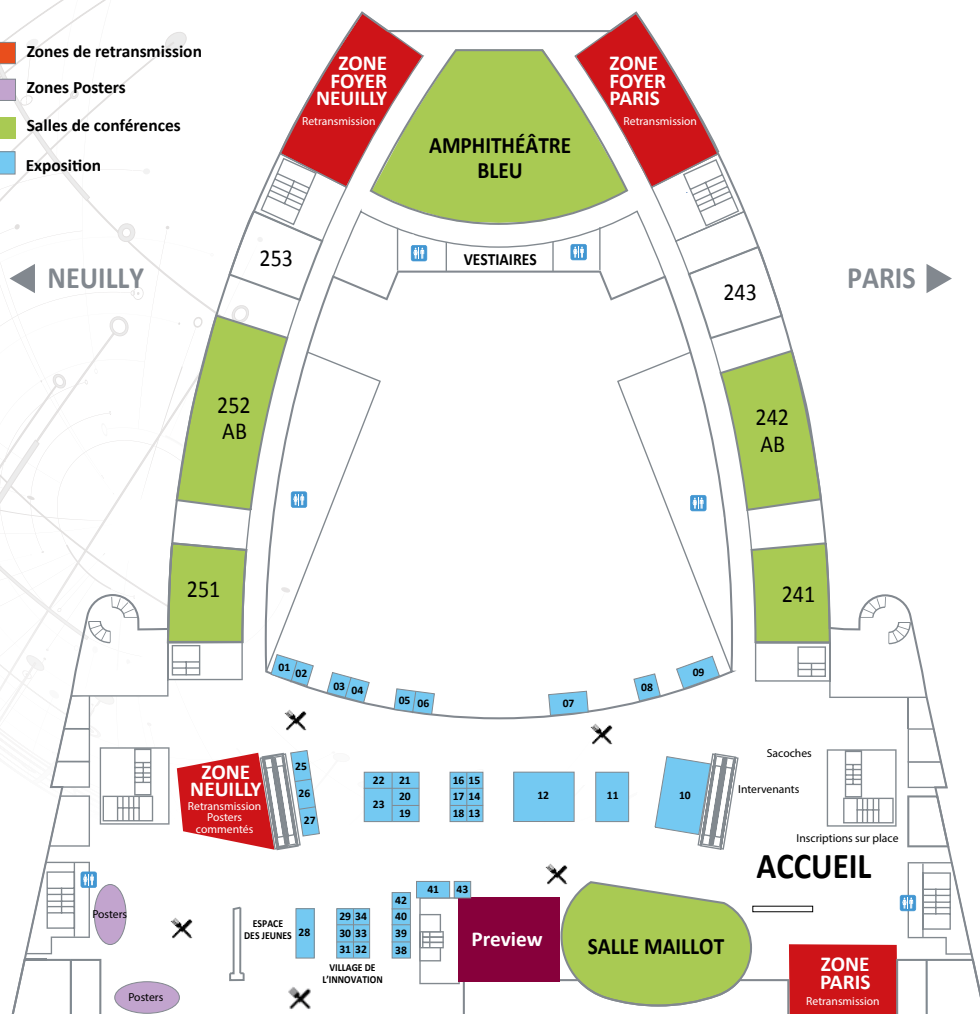 Zones de retransmission
Zones Posters
Salles de conférences
Exposition
ZONE
FOYER
NEUILLY
Retransmission
AMPHITHÉÂTRE
BLEU
ZONE
FOYER
PARIS
Retransmission
NEUILLY
253
VESTIAIRES
243
PARIS
252
AB
242
AB
251
241
01
02
03
04
05
06
07
08
09
ZONE
NEUILLY
Retransmission
Posters
commentés
25
26
27
22
21
23
20
19
16
15
17
14
18
13
12
11
10
Sacoches
Intervenants
Inscriptions sur place
ACCUEIL
Posters
Posters
ESPACE
DES JEUNES
28
29
34
30
33
31
32
VILLAGE DE
L'INNOVATION
41
43
42
40
39
38
Preview
SALLE MAILLOT
ZONE
PARIS
Retransmission